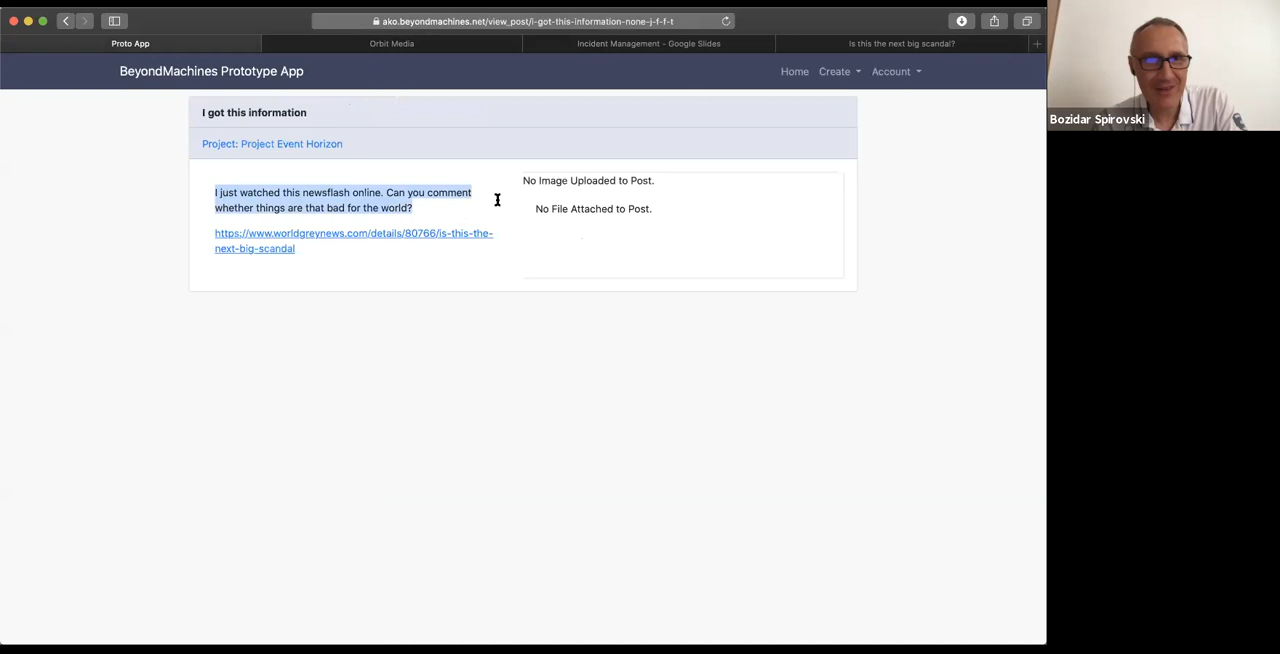 ako.beyondmachines.net/view_post/i-got-this-information-none-j-f-f-t
Proto App
Orbit Media
Incident Management - Google Slides
Is this the next big scandal?
BeyondMachines Prototype App
Home
Create
Account
I got this information
Project: Project Event Horizon
I just watched this newsflash online. Can you comment
whether things are that bad for the world?
https://www.worldgreynews.com/details/80766/is-this-the-
next-big-scandal
No Image Uploaded to Post.
No File Attached to Post.
Bozidar Spirovski